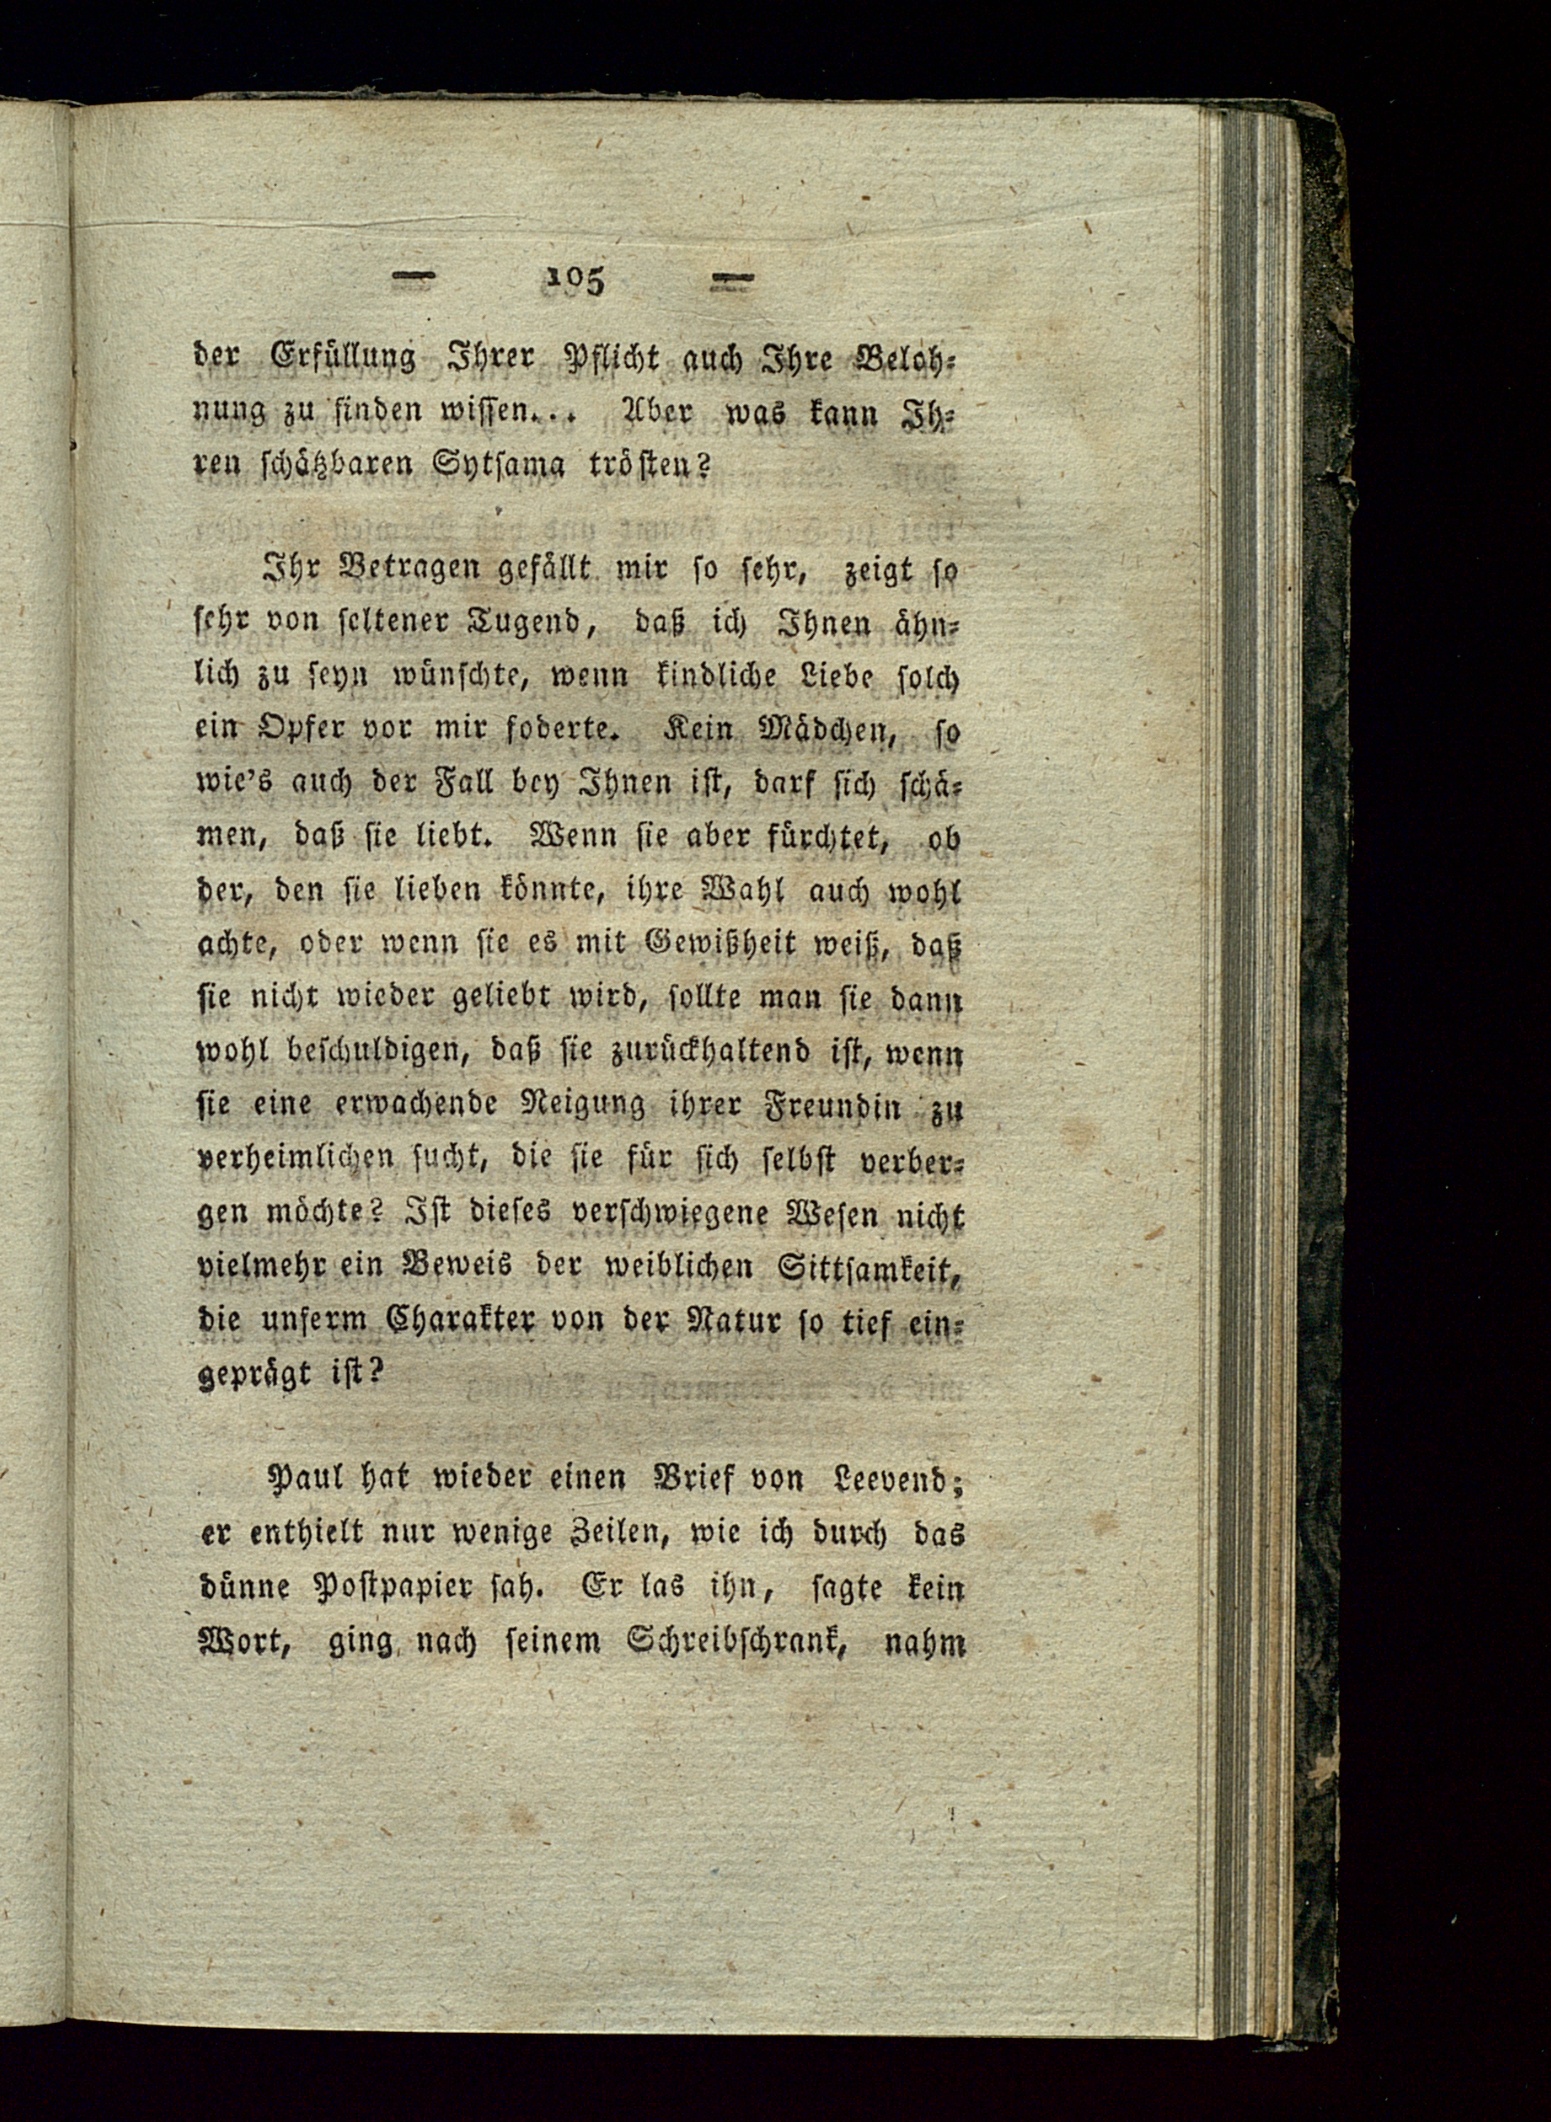 — 105 —
der Erfüllung Ihrer Pflicht auch Ihre Beloh-
nung zu finden wissen... Aber was kann Ih-
ren schätzbaren Sytsama trösten?
Ihr Betragen gefällt mir so sehr, zeigt so
sehr von seltener Tugend, daß ich Ihnen ähn-
lich zu seyn wünschte, wenn kindliche Liebe solch
ein Opfer vor mir foderte. Kein Mädchen, so
wie's auch der Fall bey Ihnen ist, darf sich schä-
men, daß sie liebt. Wenn sie aber fürchtet, ob
der, den sie lieben könnte, ihre Wahl auch wohl
achte, oder wenn sie es mit Gewißheit weiß, daß
sie nicht wieder geliebt wird, sollte man sie dann
wohl beschuldigen, daß sie zurückhaltend ist, wenn
sie eine erwachende Neigung ihrer Freundin zu
verheimlichen sucht, die sie für sich selbst verber-
gen möchte? Ist dieses verschwiegene Wesen nicht
vielmehr ein Beweis der weiblichen Sittsamkeit,
die unserm Charakter von der Natur so tief ein-
geprägt ist?
Paul hat wieder einen Brief von Leevend;
er enthielt nur wenige Zeilen, wie ich durch das
dünne Postpapier sah. Er las ihn, sagte kein
Wort, ging nach seinem Schreibschrank, nahm